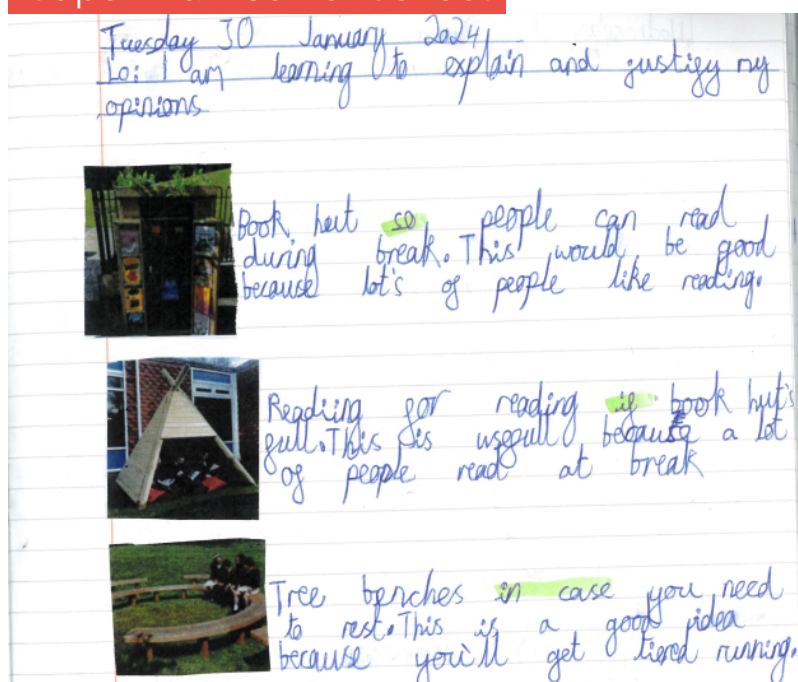 Tuesday 30 January 2024
Lo: I am learning to explain and justify my
opinions
Book hut so people can read
during break. This would be good
because lot's of people like reading.
Readiing for reading if book hut's
full. This is usefull because a lot
of people read at break
Tree benches in case you need
to rest. This is a good idea
because you'll get tiered running.